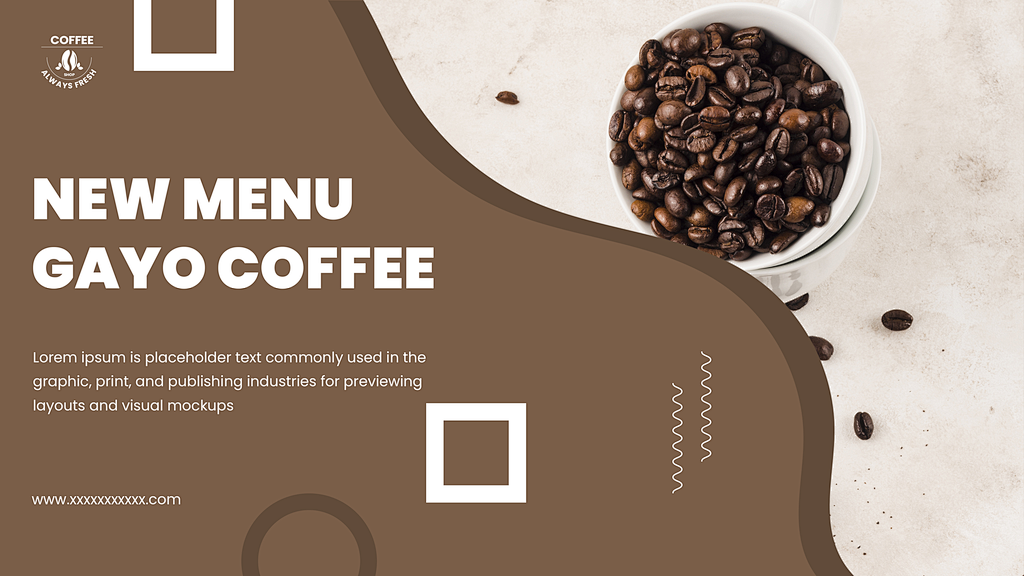 COFFEE
SHOP
ALWAYS FRESH
NEW MENU
GAYO COFFEE
Lorem ipsum is placeholder text commonly used in the
graphic, print, and publishing industries for previewing
layouts and visual mockups
www.xxxxxxxxxxx.com